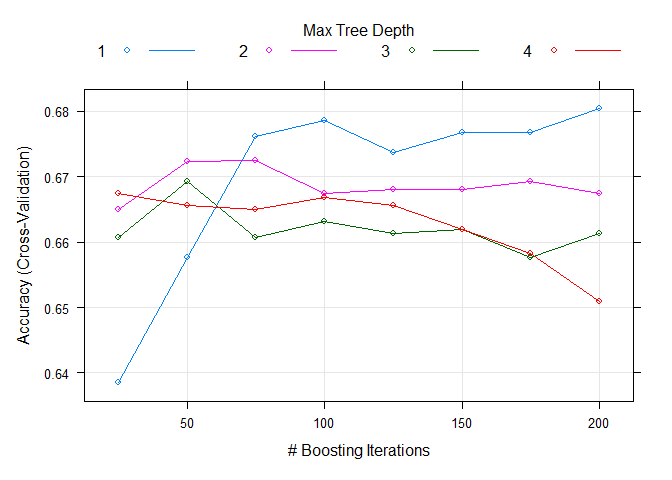 Max Tree Depth
1 2 3 4
0.68
0.67
0.66
0.65
0.64
Accuracy (Cross-Validation)
50 100 150 200
# Boosting Iterations